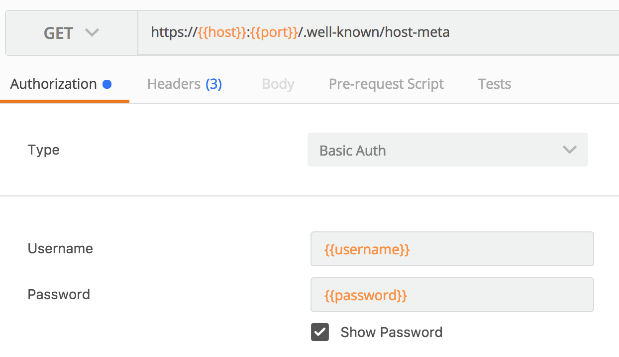 GET https://{{host}}:{{port}}/.well-known/host-meta
Authorization Headers (3) Body Pre-request Script Tests
Type Basic Auth
Username {{username}}
Password {{password}}
Show Password